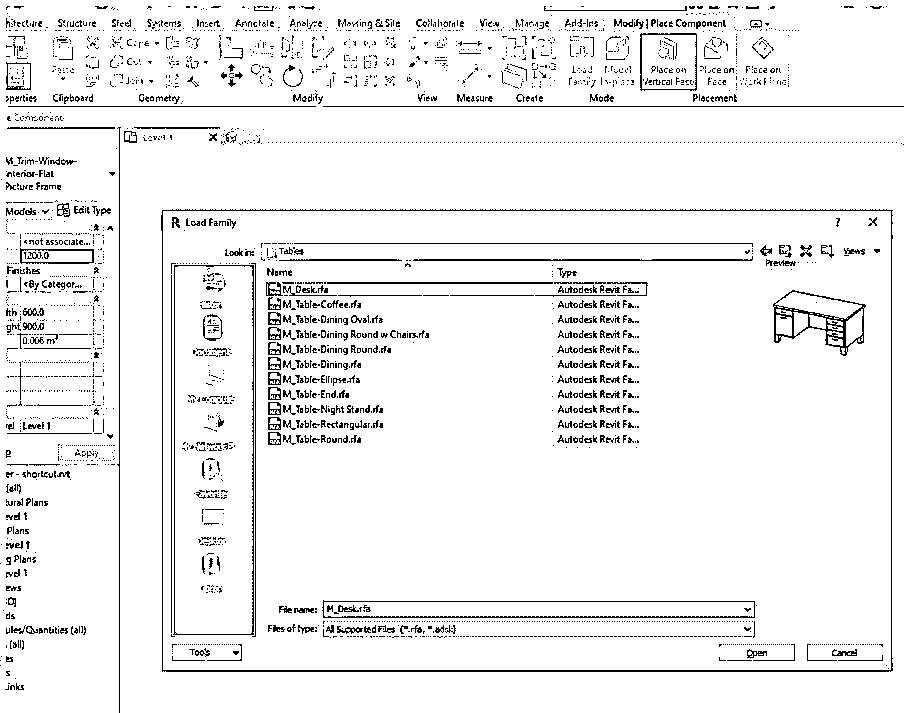 Structure Steel Systems Insert Annotate Analyze Massing & Site Collaborate View Manage Add-Ins Modify | Place Component
Paste Cope Cut Join Load Family Model In-place Place on Vertical Face Place on Face Place on Work Plane
Clipboard Geometry Modify View Measure Create Mode Placement
Component
Level 1
M_Trim-Window-
Interior-Flat
Picture Frame
Models Edit Type
<not associate...
1200.0
Finishes
<By Categor...
600.0
900.0
0.006 m³
Level 1
Apply
er - shortcut.rvt
(all)
tural Plans
evel 1
Plans
evel 1
g Plans
evel 1
ews
ds
ules/Quantities (all)
(all)
es
s
Links
Load Family
Look in: Tables Views
Preview
Name Type
M_Desk.rfa Autodesk Revit Fa...
M_Table-Coffee.rfa Autodesk Revit Fa...
M_Table-Dining Oval.rfa Autodesk Revit Fa...
M_Table-Dining Round w Chairs.rfa Autodesk Revit Fa...
M_Table-Dining Round.rfa Autodesk Revit Fa...
M_Table-Dining.rfa Autodesk Revit Fa...
M_Table-Ellipse.rfa Autodesk Revit Fa...
M_Table-End.rfa Autodesk Revit Fa...
M_Table-Night Stand.rfa Autodesk Revit Fa...
M_Table-Rectangular.rfa Autodesk Revit Fa...
M_Table-Round.rfa Autodesk Revit Fa...
File name: M_Desk.rfa
Files of type: All Supported Files (*.rfa, *.adsk)
Tools Open Cancel